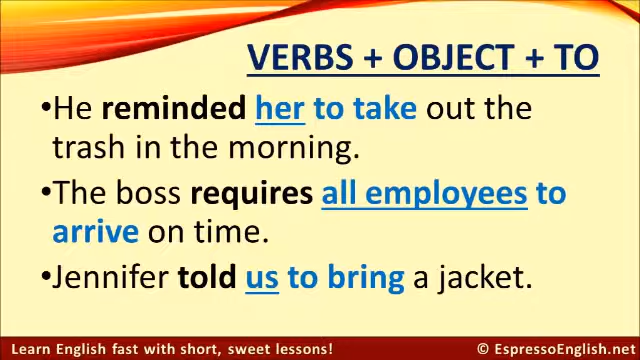 VERBS + OBJECT + TO
•He reminded her to take out the
trash in the morning.
•The boss requires all employees to
arrive on time.
•Jennifer told us to bring a jacket.
Learn English fast with short, sweet lessons!
© EspressoEnglish.net